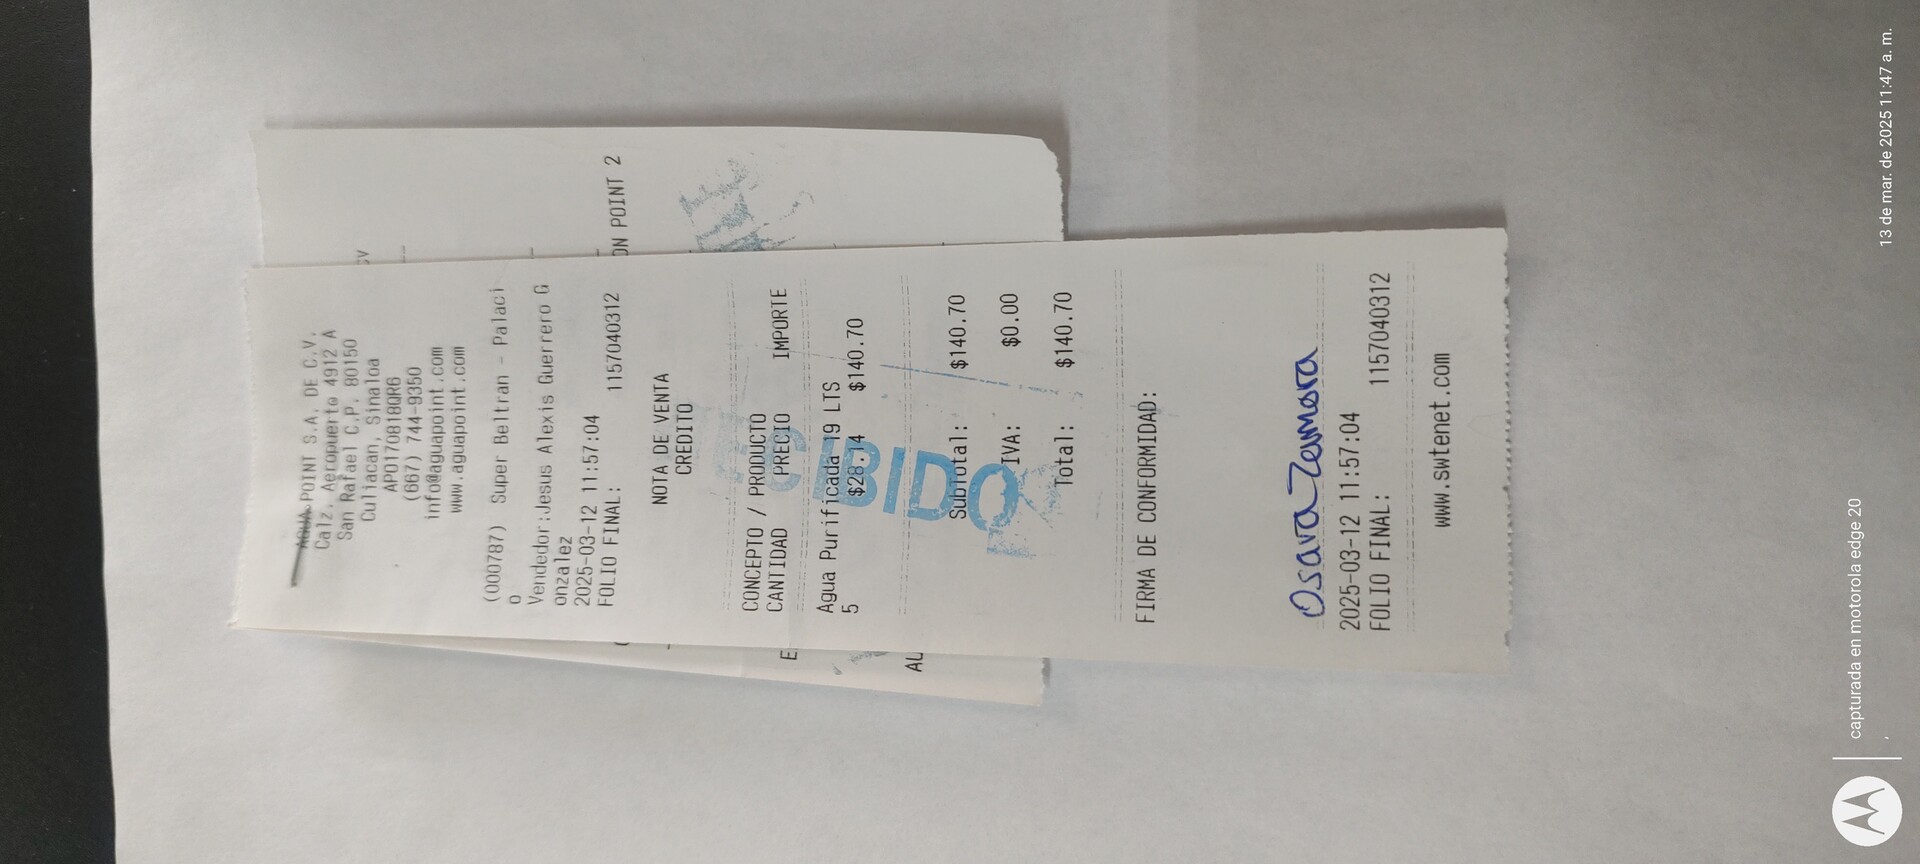 AGUA POINT S.A. DE C.V.
Calz. Aeropuerto 4912 A
San Rafael C.P. 80150
Culiacan, Sinaloa
APO170818QR6
(667) 744-9350
info@aguapoint.com
www.aguapoint.com
(000787) Super Beltran - Palaci
o
Vendedor:Jesus Alexis Guerrero G
onzalez
2025-03-12 11:57:04
FOLIO FINAL: 1157040312
NOTA DE VENTA
CREDITO
CONCEPTO / PRODUCTO
CANTIDAD PRECIO IMPORTE
Agua Purificada 19 LTS
5 $28.14 $140.70
Subtotal: $140.70
IVA: $0.00
Total: $140.70
FIRMA DE CONFORMIDAD:
Osara Zamora
2025-03-12 11:57:04
FOLIO FINAL: 1157040312
www.swtenet.com
RECIBIDO
ON POINT 2
capturada en motorola edge 20
13 de mar. de 2025 11:47 a. m.